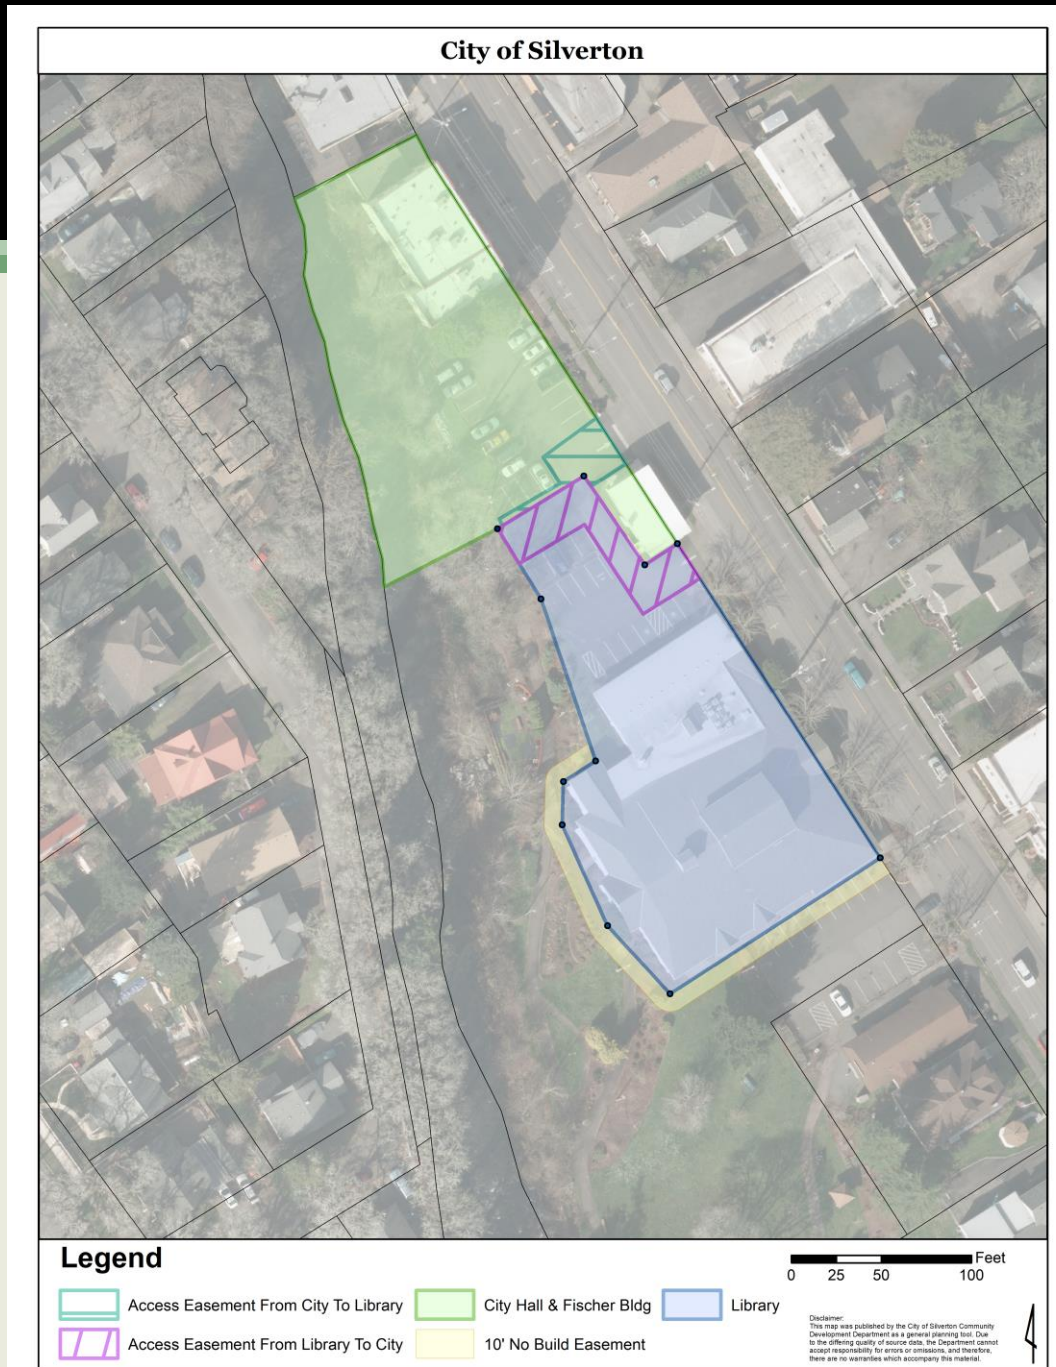 City of Silverton
Legend
Access Easement From City To Library
City Hall & Fischer Bldg
Library
Access Easement From Library To City
10' No Build Easement
Feet
0 25 50 100
Disclaimer:
This map was published by the City of Silverton Community
Development Department as a general planning tool. Due
to the differing quality of source data, the Department cannot
accept responsibility for errors or omissions, and therefore,
there are no warranties which accompany this material.